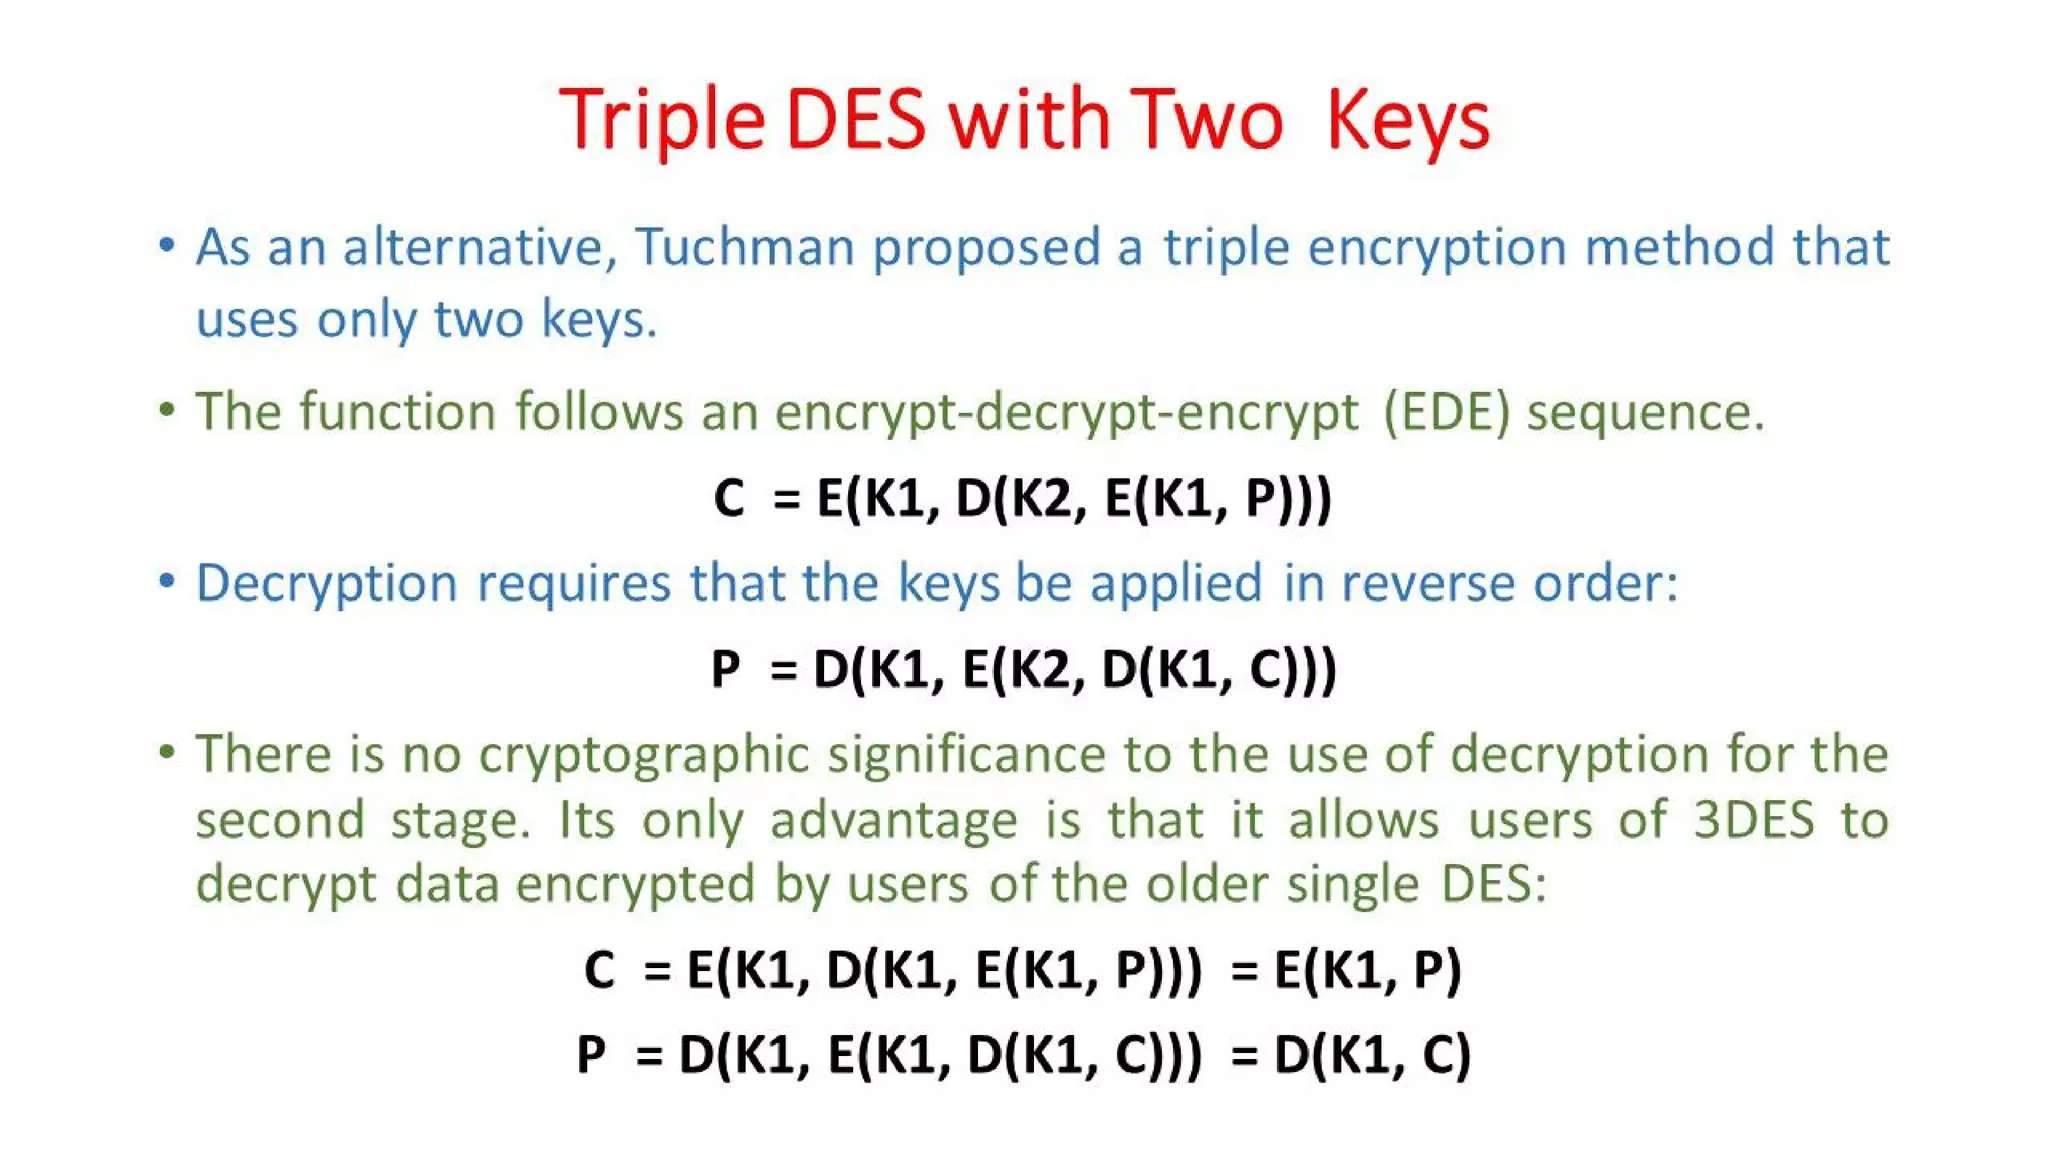 Triple DES with Two Keys
• As an alternative, Tuchman proposed a triple encryption method that
uses only two keys.
• The function follows an encrypt-decrypt-encrypt (EDE) sequence.
C = E(K1, D(K2, E(K1, P)))
• Decryption requires that the keys be applied in reverse order:
P = D(K1, E(K2, D(K1, C)))
• There is no cryptographic significance to the use of decryption for the
second stage. Its only advantage is that it allows users of 3DES to
decrypt data encrypted by users of the older single DES:
C = E(K1, D(K1, E(K1, P))) = E(K1, P)
P = D(K1, E(K1, D(K1, C))) = D(K1, C)